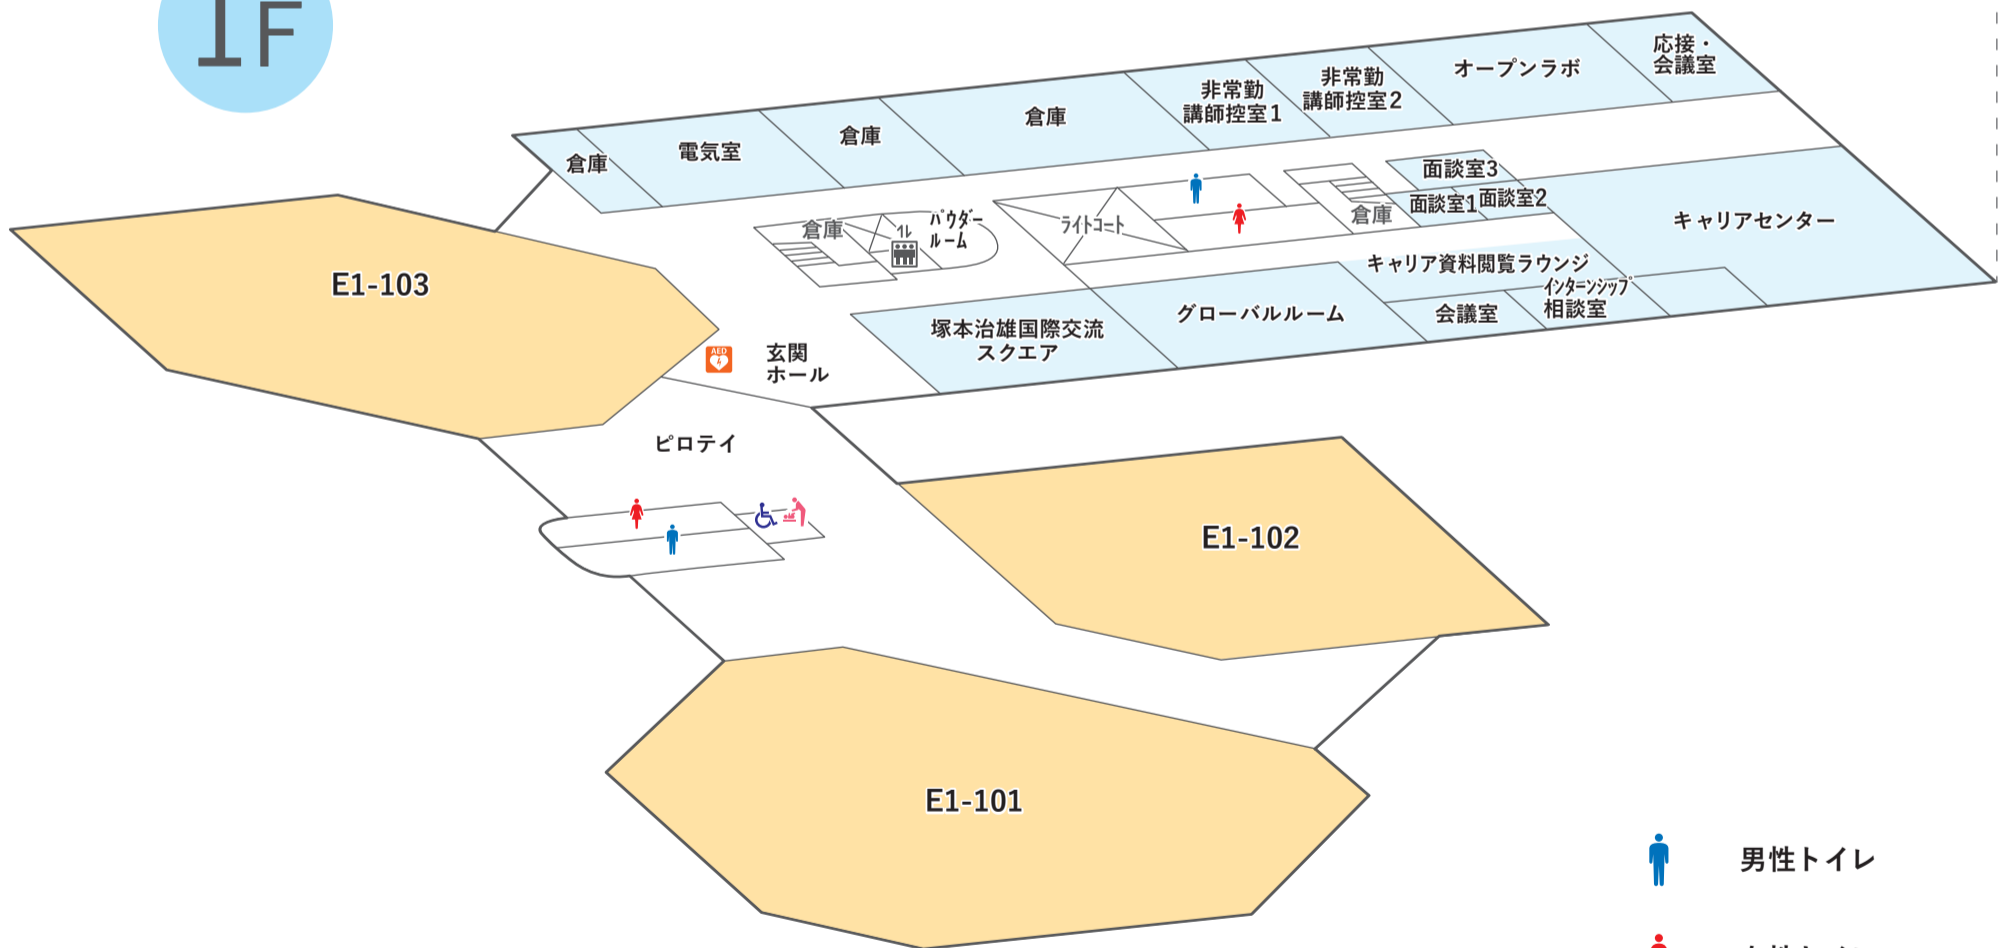 1F
応接・
会議室
オープンラボ
非常勤
講師控室2
非常勤
講師控室1
倉庫
倉庫
電気室
倉庫
面談室3
面談室1
面談室2
倉庫
キャリアセンター
ライトコート
パウダー
ルーム
倉庫
キャリア資料閲覧ラウンジ
インターンシップ
相談室
会議室
グローバルルーム
塚本治雄国際交流
スクエア
E1-103
AED
玄関
ホール
ピロテイ
E1-102
E1-101
男性トイレ